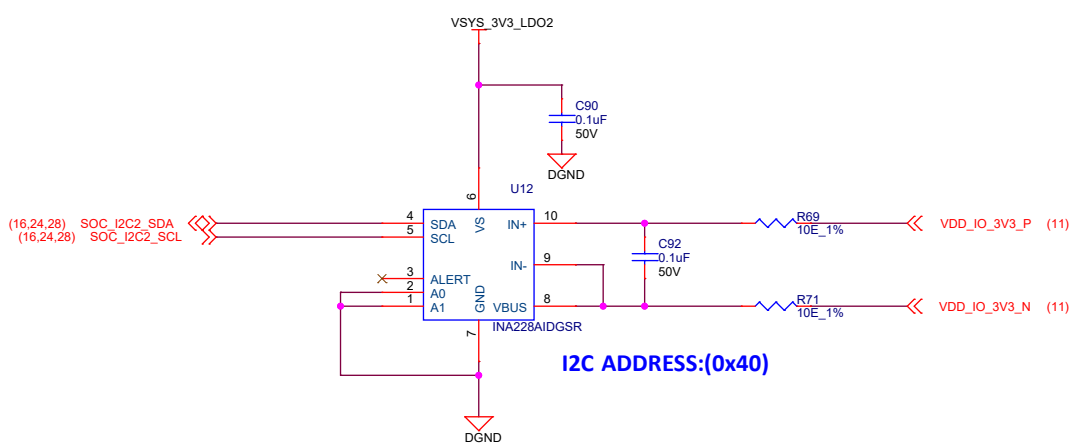 VSYS_3V3_LDO2
C90
0.1uF
50V
DGND
U12
6
(16,24,28) SOC_I2C2_SDA 4 SDA VS IN+ 10 R69 VDD_IO_3V3_P (11)
(16,24,28) SOC_I2C2_SCL 5 SCL 10E_1%
C92
0.1uF
50V
IN- 9
3 ALERT
2 A0
1 A1 GND VBUS 8 R71 VDD_IO_3V3_N (11)
10E_1%
7 INA228AIDGSR
I2C ADDRESS:(0x40)
DGND